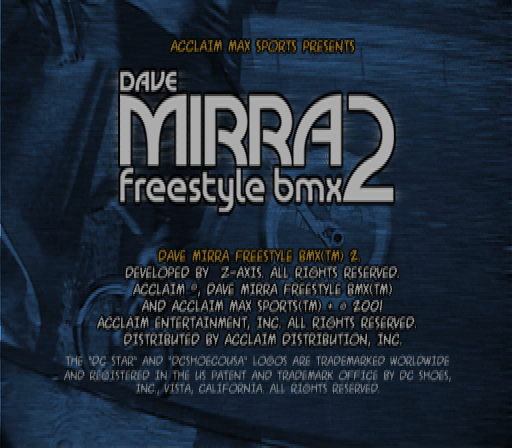 ACCLAIM MAX SPORTS PRESENTS
DAVE
MIRRA 2
freestyle bmx
DAVE MIRRA FREESTYLE BMX(TM) 2.
DEVELOPED BY Z-AXIS. ALL RIGHTS RESERVED.
ACCLAIM ®, DAVE MIRRA FREESTYLE BMX(TM)
AND ACCLAIM MAX SPORTS(TM) + © 2001
ACCLAIM ENTERTAINMENT, INC. ALL RIGHTS RESERVED.
DISTRIBUTED BY ACCLAIM DISTRIBUTION, INC.
THE "DC STAR" AND "DCSHOECOUSA" LOGOS ARE TRADEMARKED WORLDWIDE
AND REGISTERED IN THE US PATENT AND TRADEMARK OFFICE BY DC SHOES,
INC., VISTA, CALIFORNIA. ALL RIGHTS RESERVED.